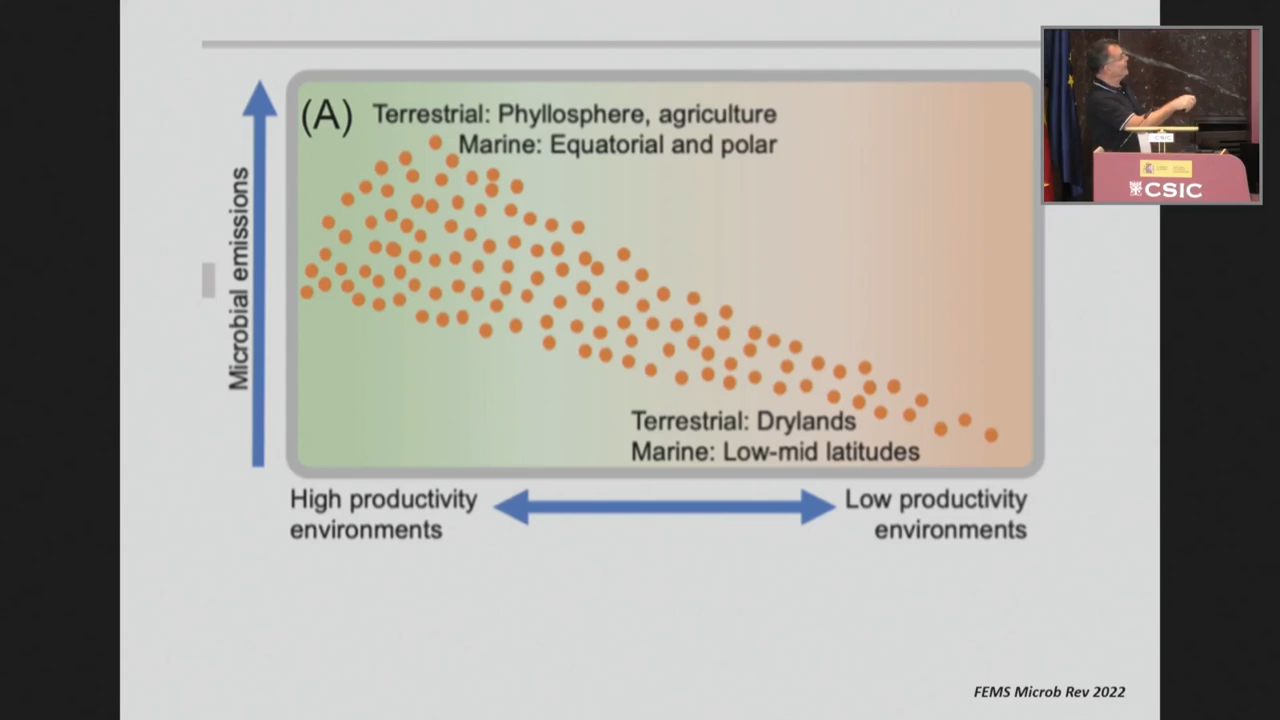 (A)
Terrestrial: Phyllosphere, agriculture
Marine: Equatorial and polar
Microbial emissions
Terrestrial: Drylands
Marine: Low-mid latitudes
High productivity
environments
Low productivity
environments
FEMS Microb Rev 2022
CSIC
CSIC